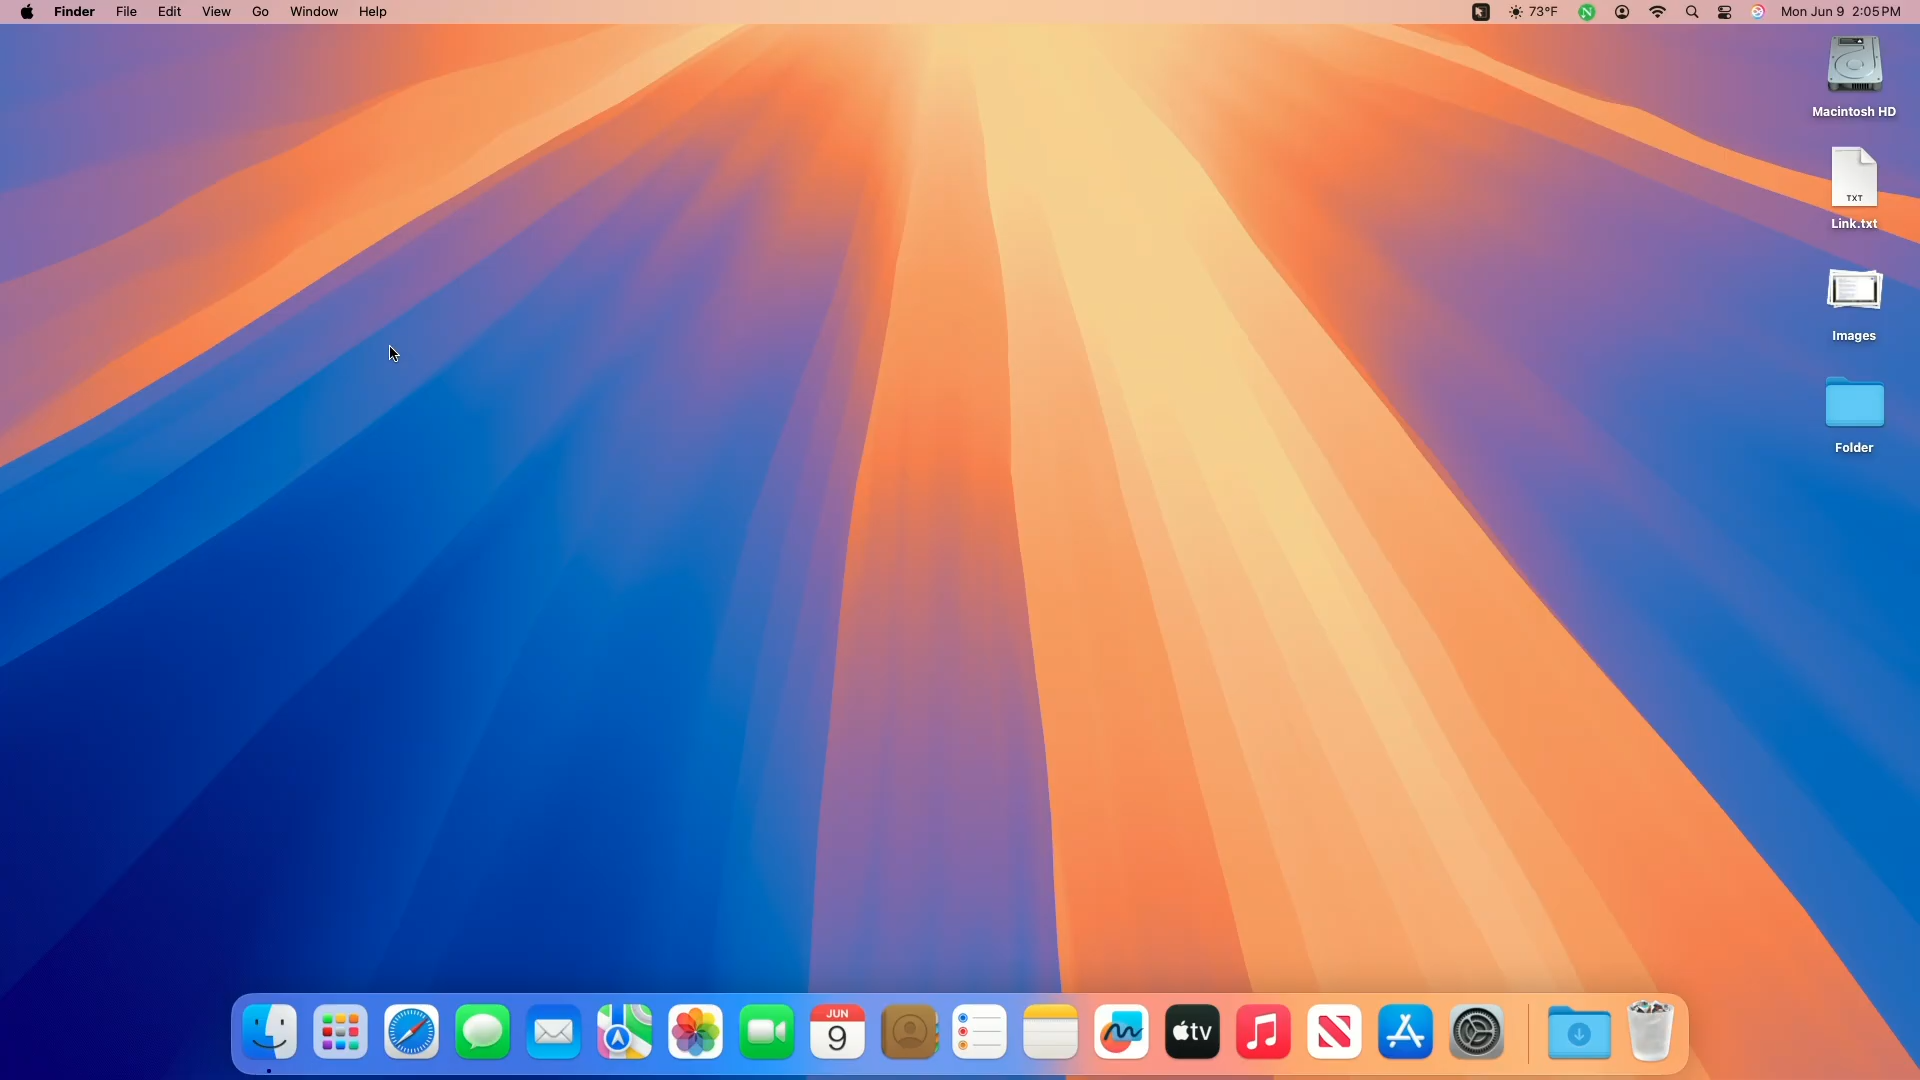 Finder File Edit View Go Window Help
73°F N Mon Jun 9 2:05 PM
Macintosh HD
TXT
Link.txt
Images
Folder
JUN
9
tv